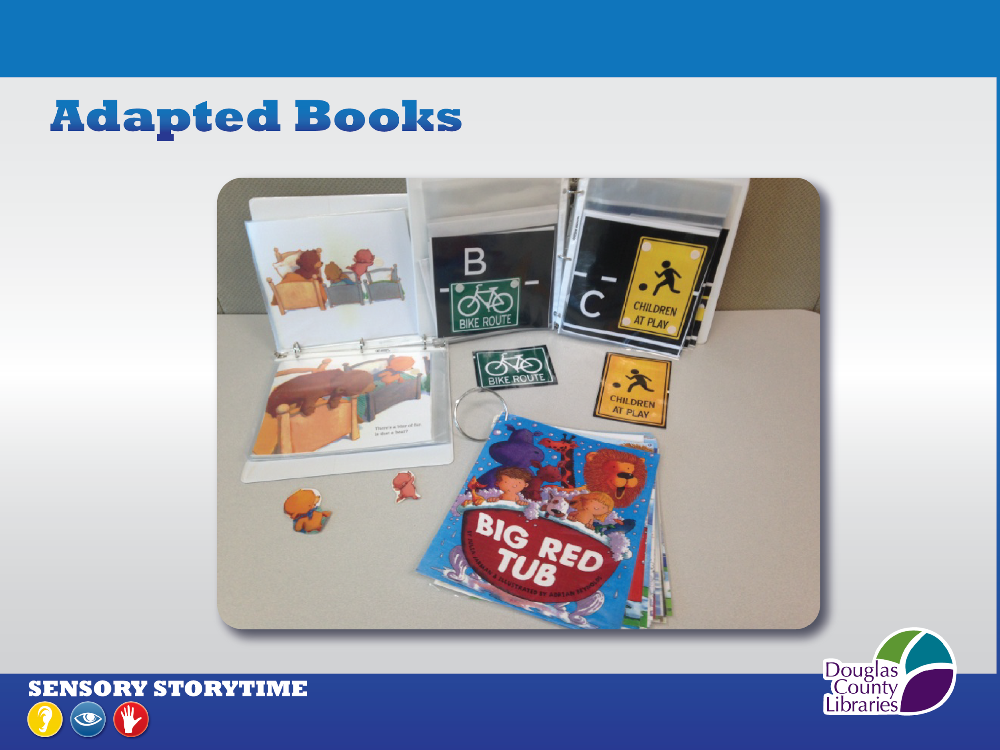 Adapted Books
B
BIKE ROUTE
C
CHILDREN
AT PLAY
BIKE ROUTE
CHILDREN
AT PLAY
There's a blur of fur.
Is that a bear?
BIG RED
TUB
BY JULIA JARMAN & ILLUSTRATED BY ADRIAN REYNOLDS
SENSORY STORYTIME
Douglas
County
Libraries